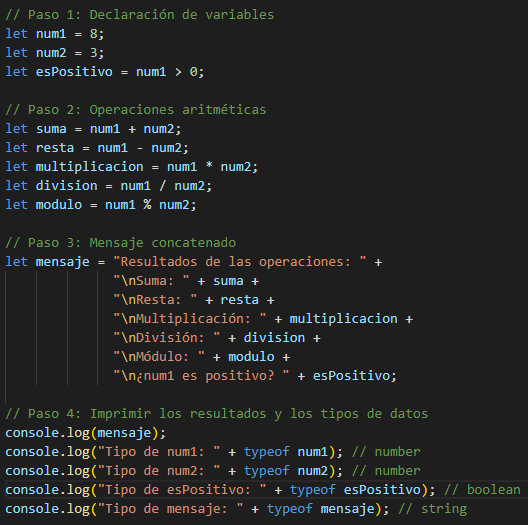 // Paso 1: Declaración de variables
let num1 = 8;
let num2 = 3;
let esPositivo = num1 > 0;

// Paso 2: Operaciones aritméticas
let suma = num1 + num2;
let resta = num1 - num2;
let multiplicacion = num1 * num2;
let division = num1 / num2;
let modulo = num1 % num2;

// Paso 3: Mensaje concatenado
let mensaje = "Resultados de las operaciones: " +
              "\nSuma: " + suma +
              "\nResta: " + resta +
              "\nMultiplicación: " + multiplicacion +
              "\nDivisión: " + division +
              "\nMódulo: " + modulo +
              "\n¿num1 es positivo? " + esPositivo;

// Paso 4: Imprimir los resultados y los tipos de datos
console.log(mensaje);
console.log("Tipo de num1: " + typeof num1); // number
console.log("Tipo de num2: " + typeof num2); // number
console.log("Tipo de esPositivo: " + typeof esPositivo); // boolean
console.log("Tipo de mensaje: " + typeof mensaje); // string